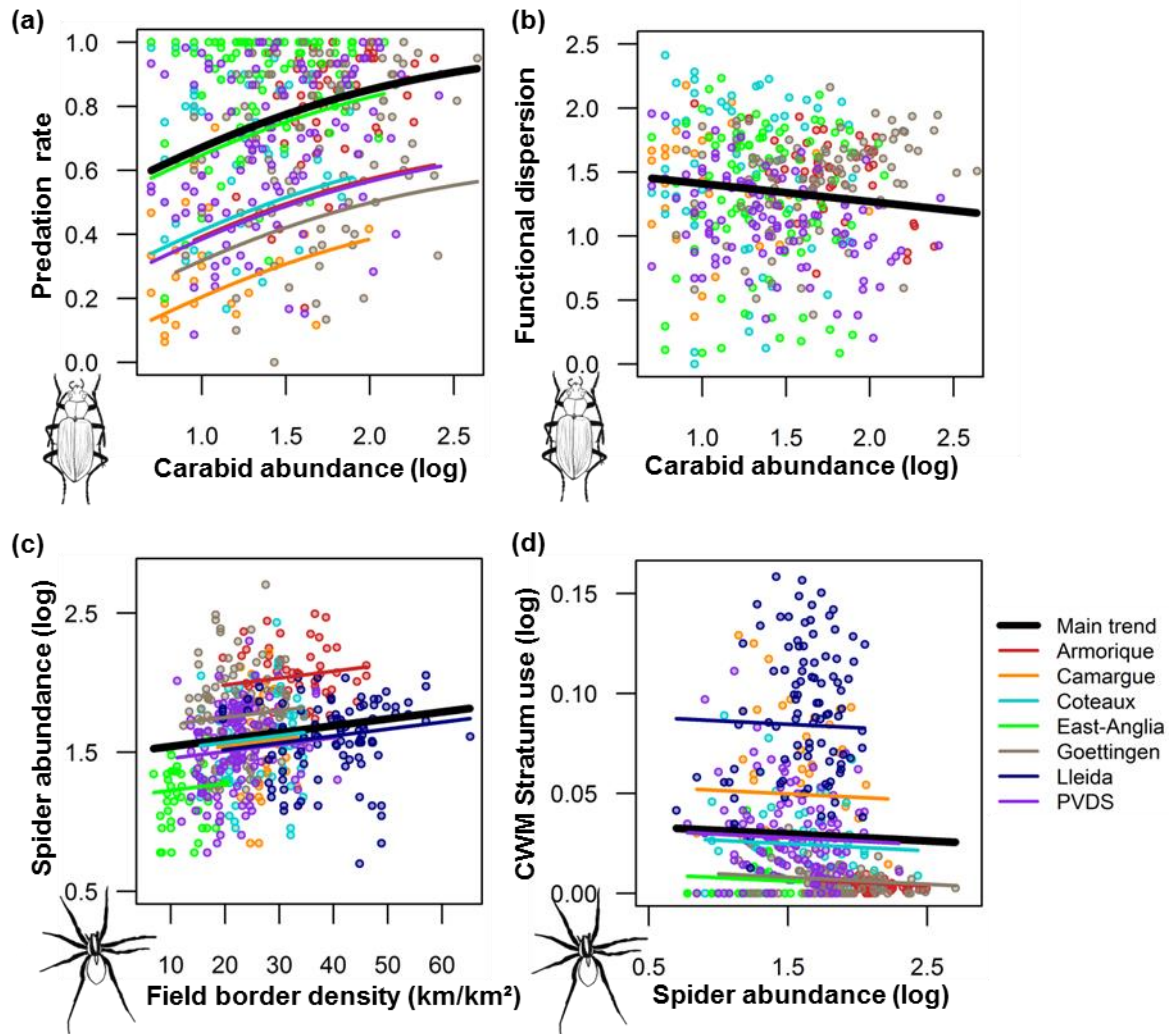 (a)
1.0
0.8
0.6
0.4
0.2
0.0
Predation rate
1.0 1.5 2.0 2.5
Carabid abundance (log)
(b)
2.5
2.0
1.5
1.0
0.5
0.0
Functional dispersion
1.0 1.5 2.0 2.5
Carabid abundance (log)
(c)
2.5
1.5
0.5
Spider abundance (log)
10 20 30 40 50 60
Field border density (km/km²)
(d)
0.15
0.10
0.05
0.00
CWM Stratum use (log)
0.5 1.5 2.5
Spider abundance (log)
Main trend
Armorique
Camargue
Coteaux
East-Anglia
Goettingen
Lleida
PVDS